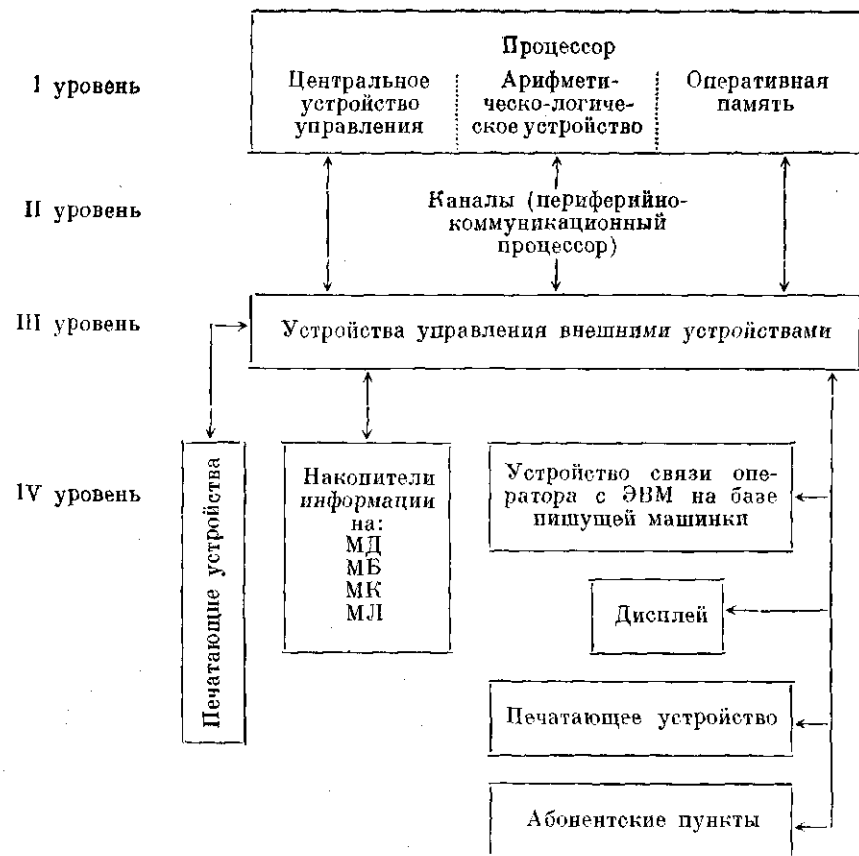 Процессор
I уровень
Центральное
устройство
управления
Арифмети-
ческо-логиче-
ское устройство
Оперативная
память
II уровень
Каналы (периферийно-
коммуникационный
процессор)
III уровень
Устройства управления внешними устройствами
IV уровень
Печатающие устройства
Накопители
информации
на:
МД
МБ
МК
МЛ
Устройство связи опе-
ратора с ЭВМ на базе
пишущей машинки
Дисплей
Печатающее устройство
Абонентские пункты